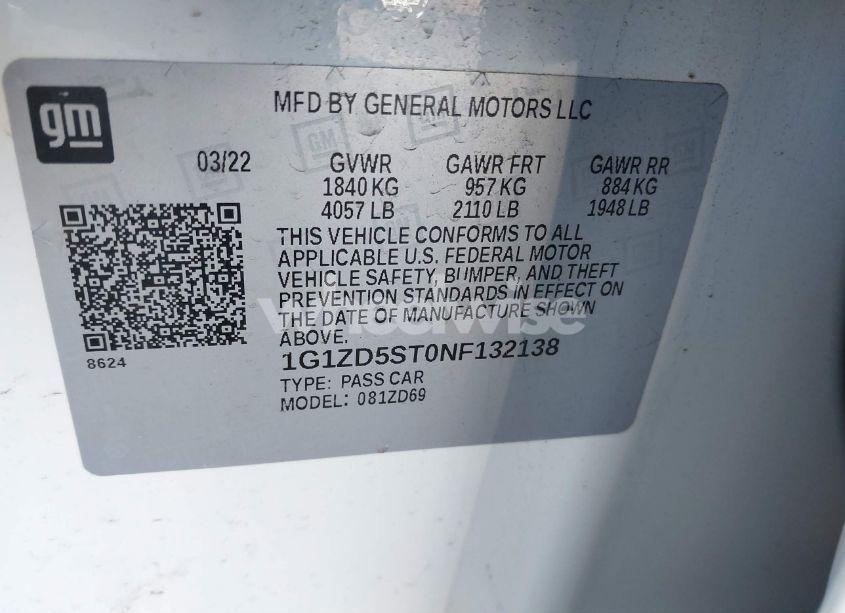 gm
MFD BY GENERAL MOTORS LLC
03/22 GVWR GAWR FRT GAWR RR
1840 KG 957 KG 884 KG
4057 LB 2110 LB 1948 LB
THIS VEHICLE CONFORMS TO ALL
APPLICABLE U.S. FEDERAL MOTOR
VEHICLE SAFETY, BUMPER, AND THEFT
PREVENTION STANDARDS IN EFFECT ON
THE DATE OF MANUFACTURE SHOWN
ABOVE.
8624
1G1ZD5ST0NF132138
TYPE: PASS CAR
MODEL: 081ZD69